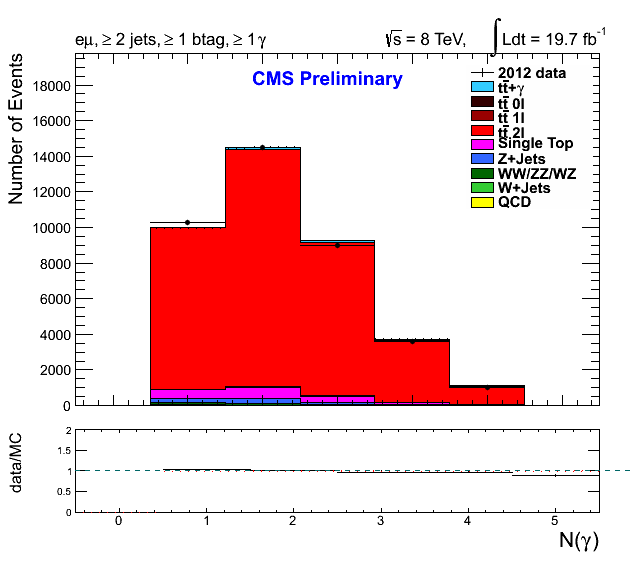 eμ, ≥ 2 jets, ≥ 1 btag, ≥ 1 γ
√s = 8 TeV, ∫ Ldt = 19.7 fb⁻¹
CMS Preliminary
2012 data
tt̄+γ
tt̄ 0l
tt̄ 1l
tt̄ 2l
Single Top
Z+Jets
WW/ZZ/WZ
W+Jets
QCD
Number of Events
18000
16000
14000
12000
10000
8000
6000
4000
2000
0
data/MC
2
1.5
1
0.5
0
0 1 2 3 4 5
N(γ)